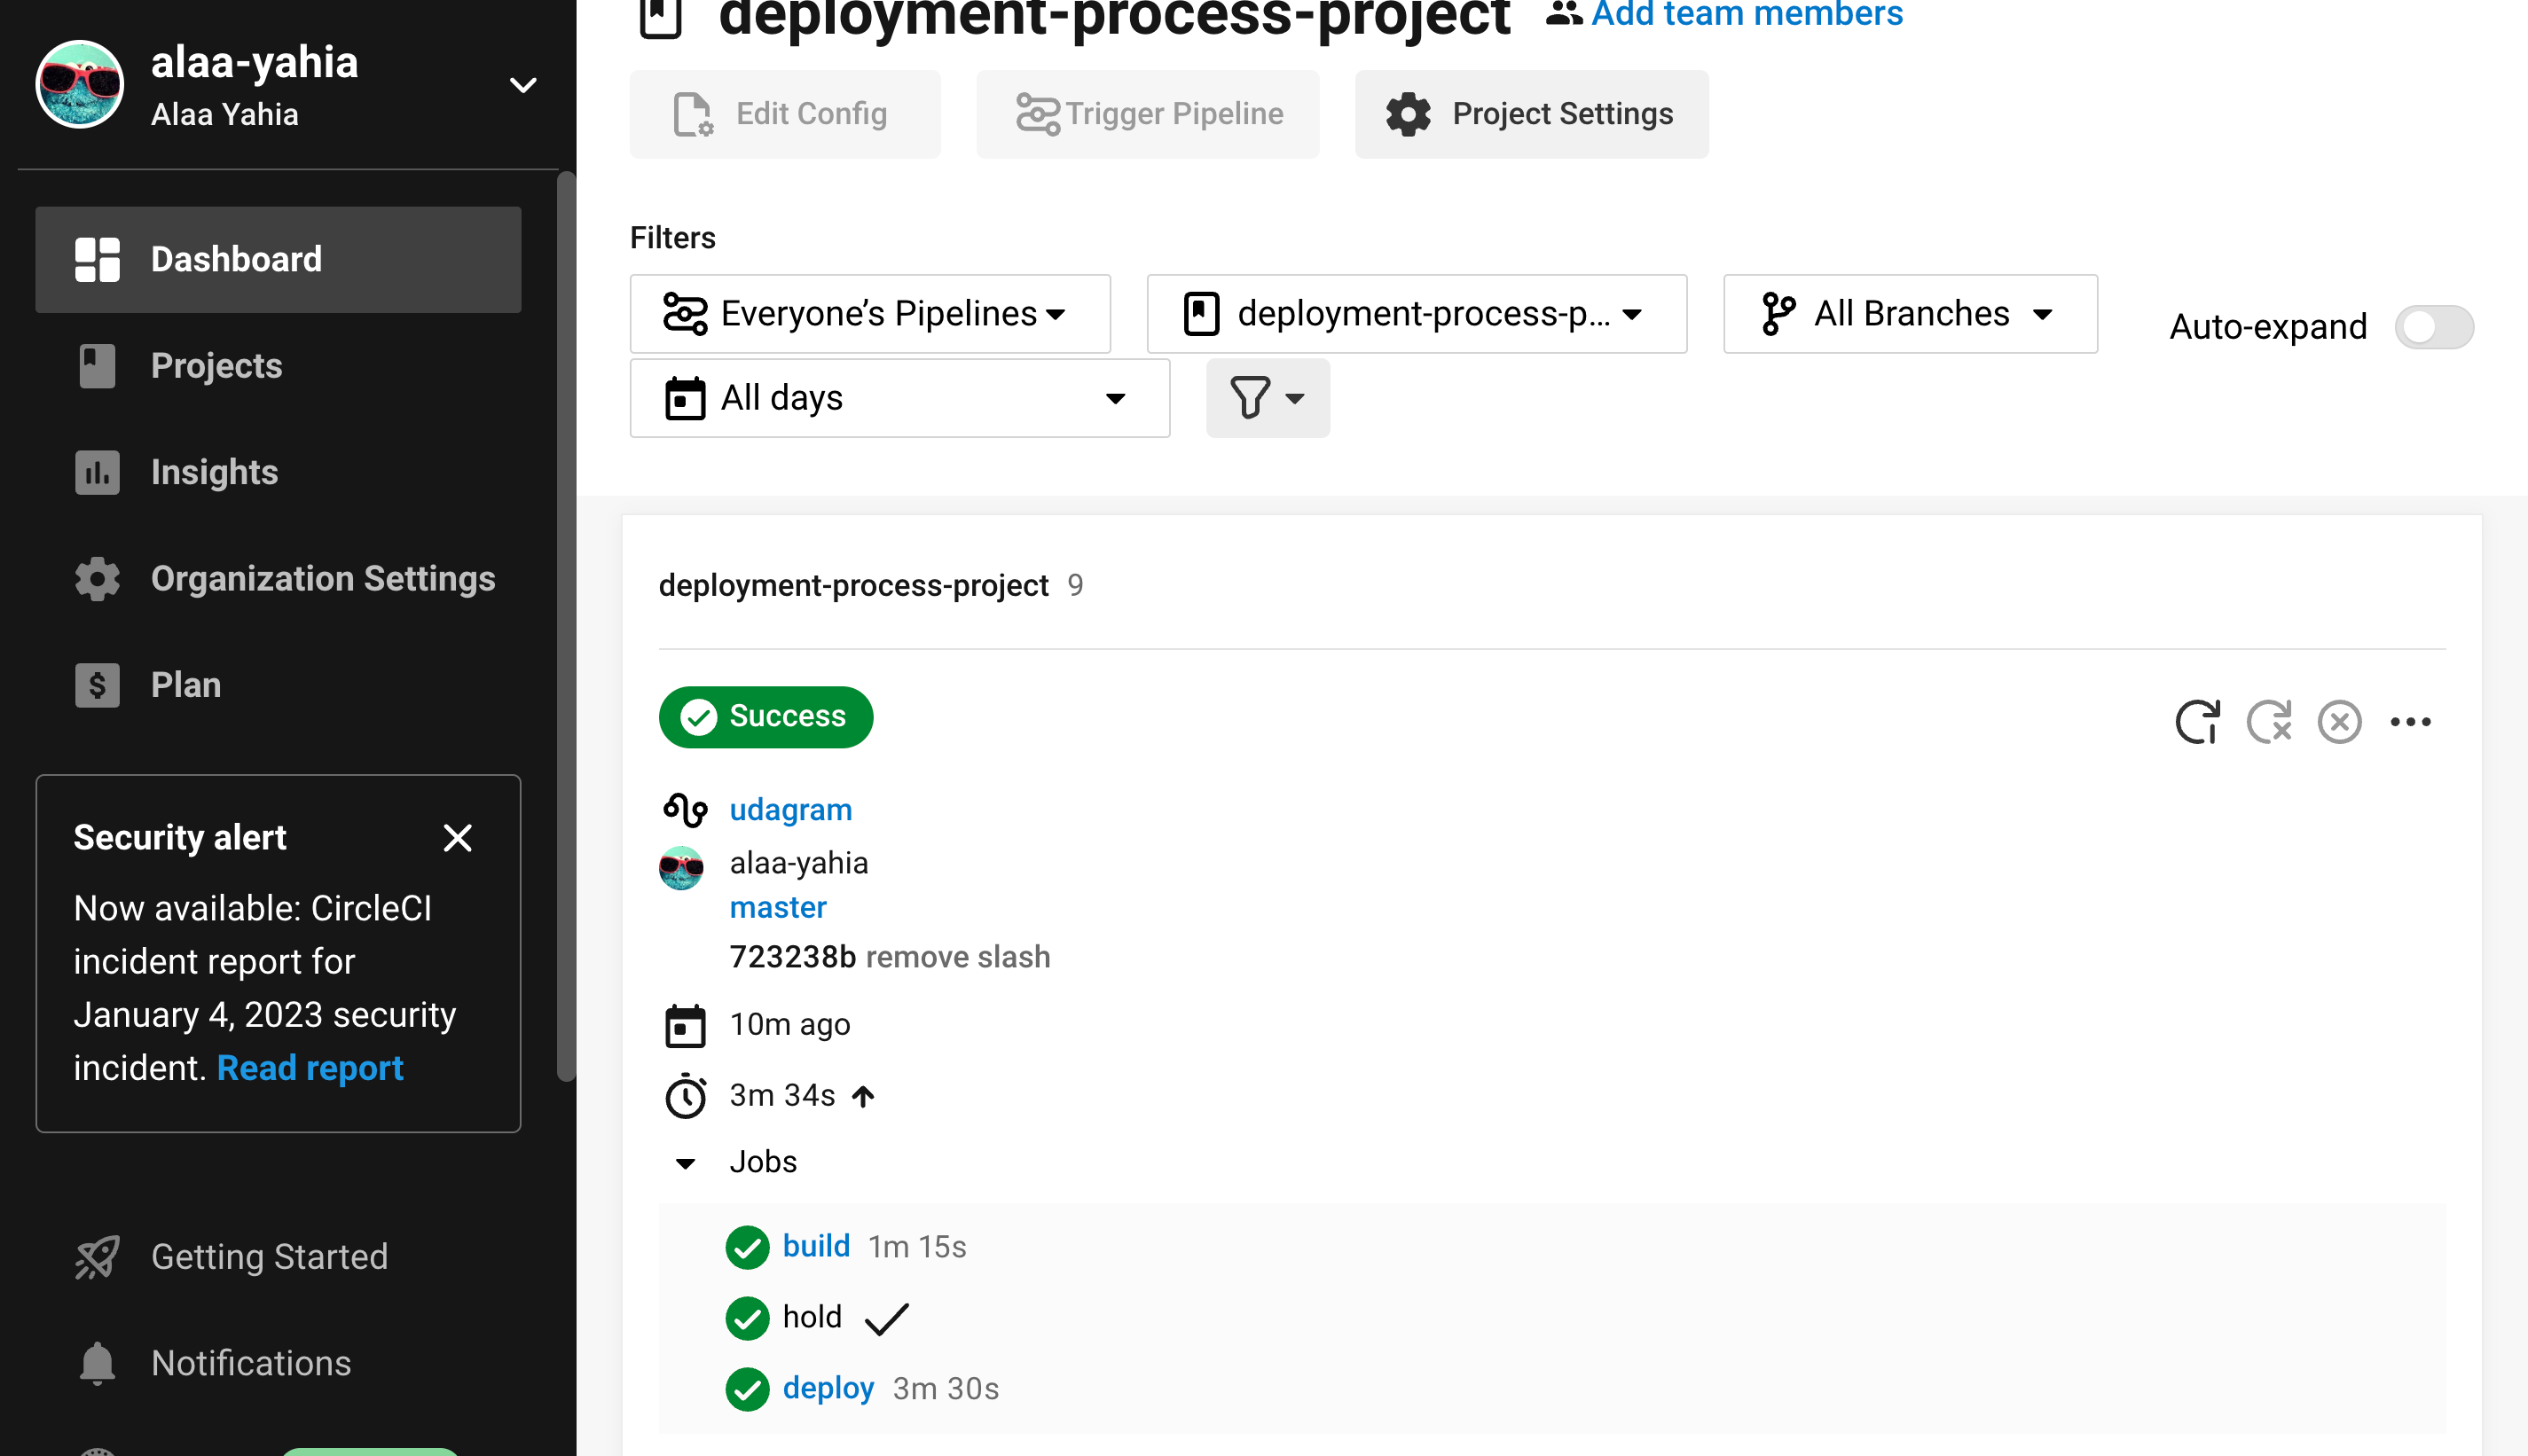 alaa-yahia
Alaa Yahia
Dashboard
Projects
Insights
Organization Settings
Plan
Security alert
Now available: CircleCI
incident report for
January 4, 2023 security
incident. Read report
Getting Started
Notifications
deployment-process-project
Add team members
Edit Config
Trigger Pipeline
Project Settings
Filters
Everyone’s Pipelines
deployment-process-p...
All Branches
Auto-expand
All days
deployment-process-project 9
Success
udagram
alaa-yahia
master
723238b remove slash
10m ago
3m 34s
Jobs
build 1m 15s
hold
deploy 3m 30s